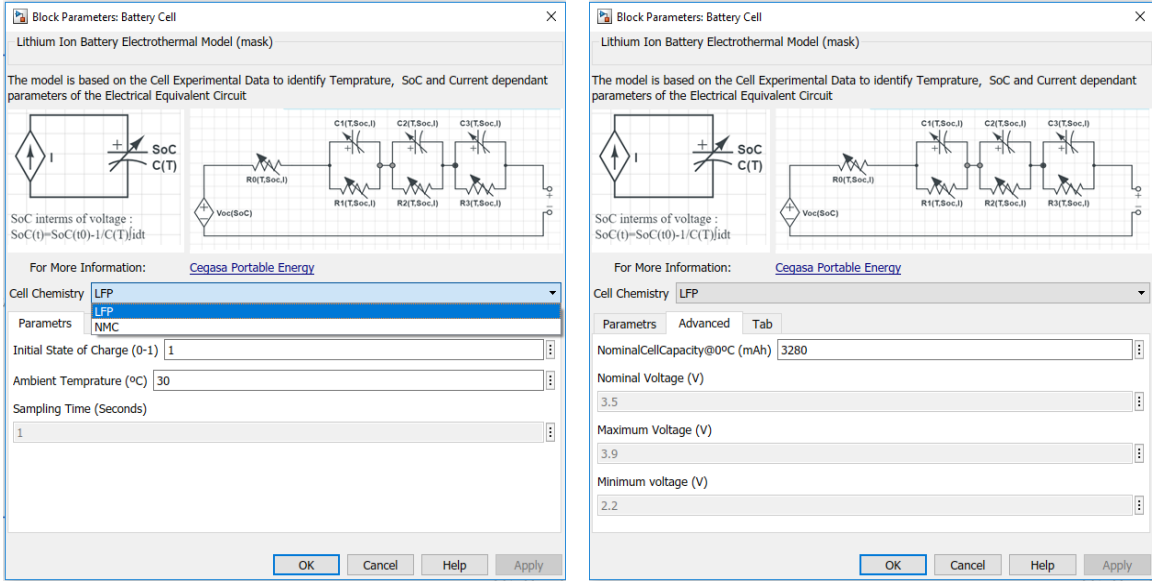 Block Parameters: Battery Cell
Lithium Ion Battery Electrothermal Model (mask)
The model is based on the Cell Experimental Data to identify Temprature, SoC and Current dependant
parameters of the Electrical Equivalent Circuit
I
+
SoC
C(T)
SoC interms of voltage :
SoC(t)=SoC(t0)-1/C(T)∫idt
C1(T,Soc,I) C2(T,Soc,I) C3(T,Soc,I)
R0(T,Soc,I)
R1(T,Soc,I) R2(T,Soc,I) R3(T,Soc,I)
Voc(SoC)
For More Information: Cegasa Portable Energy
Cell Chemistry LFP
LFP
NMC
Parametrs
Initial State of Charge (0-1) 1
Ambient Temprature (ºC) 30
Sampling Time (Seconds)
1
OK Cancel Help Apply
Block Parameters: Battery Cell
Lithium Ion Battery Electrothermal Model (mask)
The model is based on the Cell Experimental Data to identify Temprature, SoC and Current dependant
parameters of the Electrical Equivalent Circuit
I
+
SoC
C(T)
SoC interms of voltage :
SoC(t)=SoC(t0)-1/C(T)∫idt
C1(T,Soc,I) C2(T,Soc,I) C3(T,Soc,I)
R0(T,Soc,I)
R1(T,Soc,I) R2(T,Soc,I) R3(T,Soc,I)
Voc(SoC)
For More Information: Cegasa Portable Energy
Cell Chemistry LFP
Parametrs Advanced Tab
NominalCellCapacity@0ºC (mAh) 3280
Nominal Voltage (V)
3.5
Maximum Voltage (V)
3.9
Minimum voltage (V)
2.2
OK Cancel Help Apply